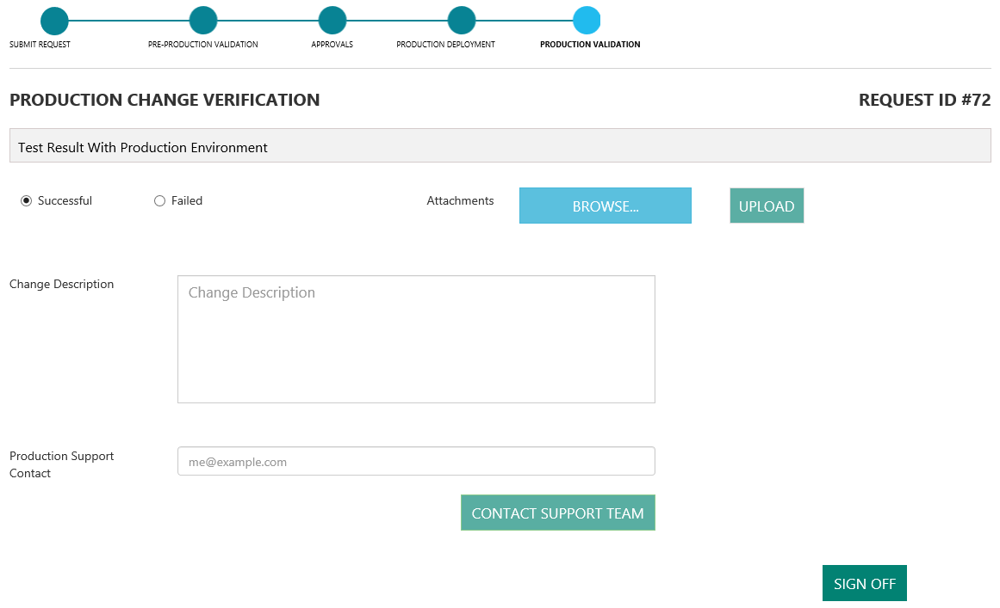 SUBMIT REQUEST PRE-PRODUCTION VALIDATION APPROVALS PRODUCTION DEPLOYMENT PRODUCTION VALIDATION
PRODUCTION CHANGE VERIFICATION REQUEST ID #72
Test Result With Production Environment
Successful Failed Attachments BROWSE... UPLOAD
Change Description Change Description
Production Support
Contact
me@example.com
CONTACT SUPPORT TEAM
SIGN OFF